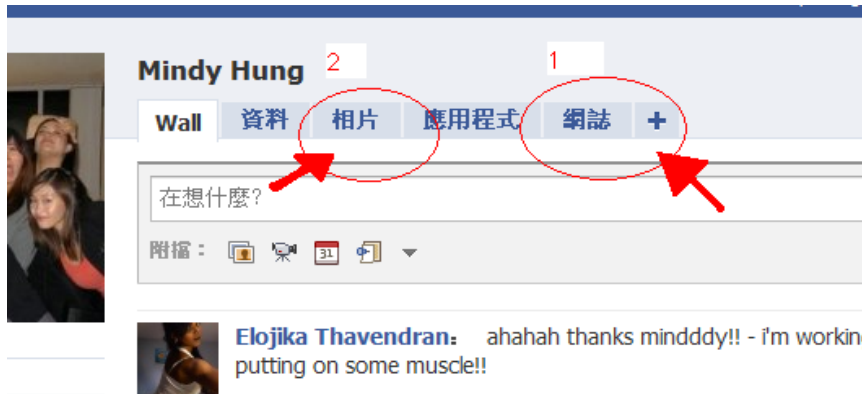 Mindy Hung 2 1
Wall 資料 相片 應用程式 網誌 +
在想什麼?
附檔：31
Elojika Thavendran： ahahah thanks mindddy!! - i'm working
putting on some muscle!!